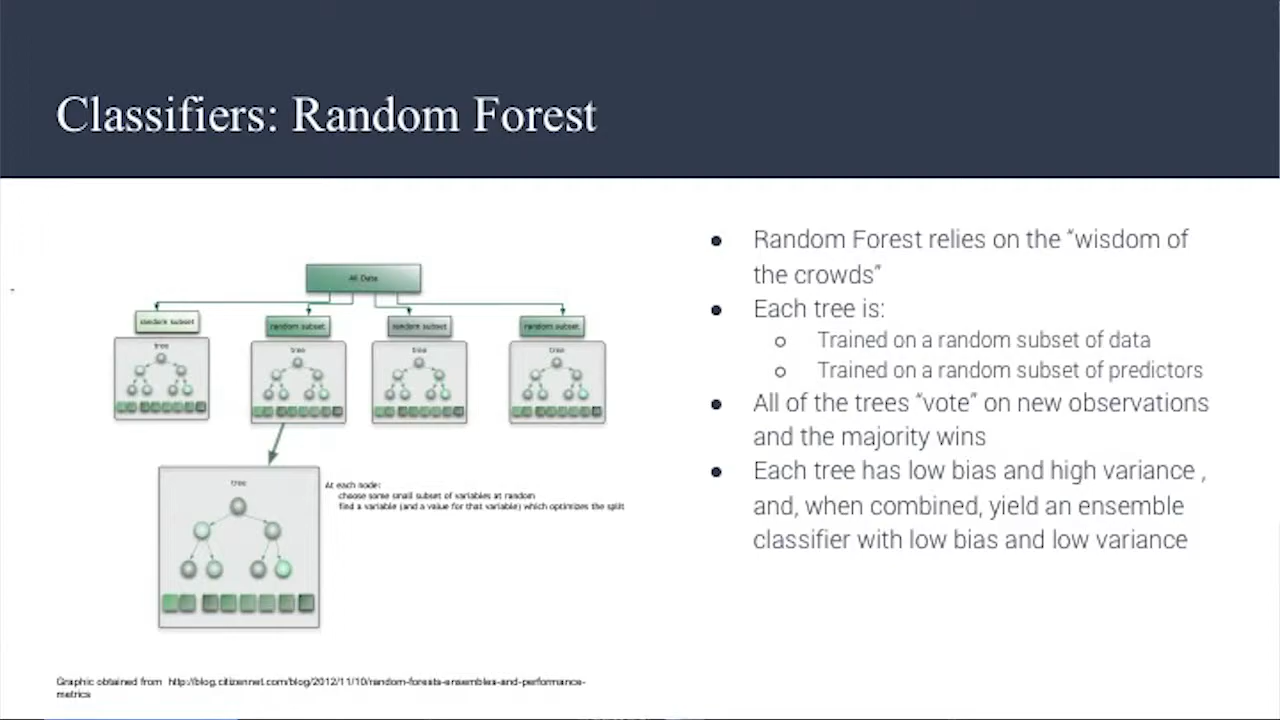 Classifiers: Random Forest
All Data
random subset
random subset
random subset
random subset
tree
tree
tree
tree
tree
At each node:
choose some small subset of variables at random
find a variable (and a value for that variable) which optimizes the split
Graphic obtained from http://blog.citizennet.com/blog/2012/11/10/random-forests-ensembles-and-performance-
metrics
● Random Forest relies on the “wisdom of
the crowds”
● Each tree is:
○ Trained on a random subset of data
○ Trained on a random subset of predictors
● All of the trees “vote” on new observations
and the majority wins
● Each tree has low bias and high variance ,
and, when combined, yield an ensemble
classifier with low bias and low variance